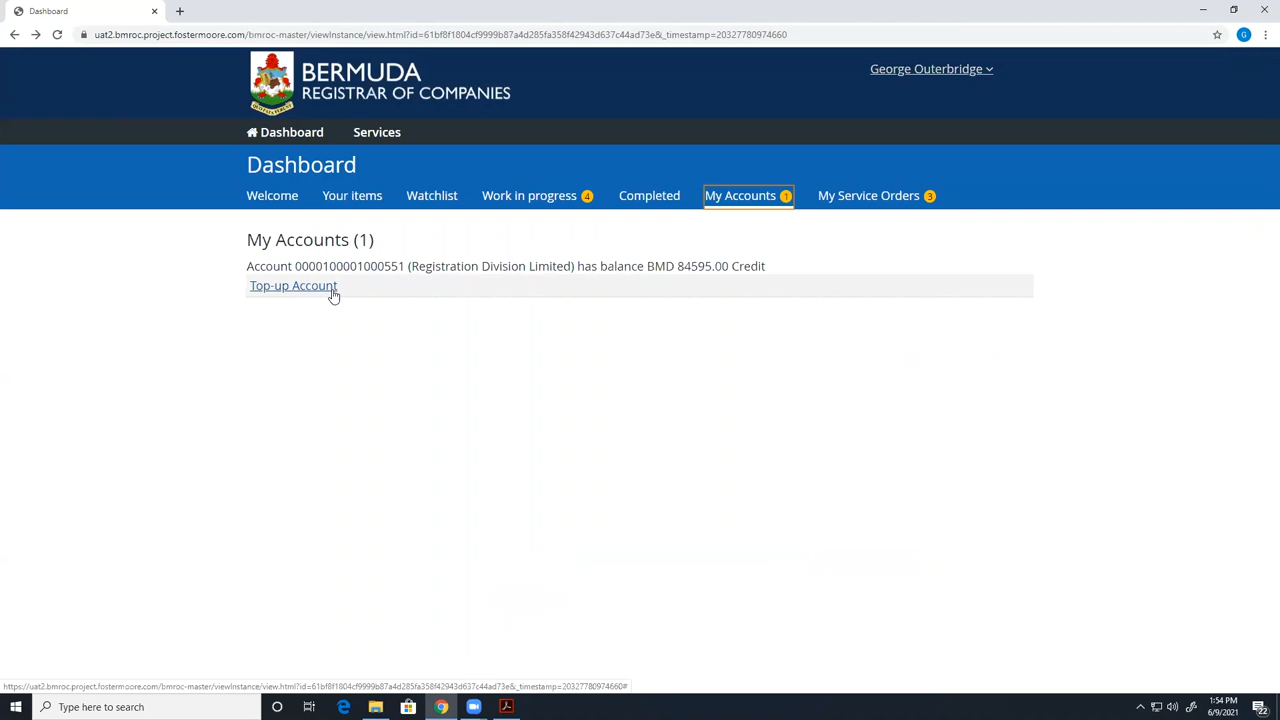 Dashboard
uat2.bmroc.project.fostermoore.com/bmroc-master/viewInstance/view.html?id=61bf8f1804cf9999b87a4d285fa358f42943d637c44ad73e&_timestamp=20327780974660
G
BERMUDA
REGISTRAR OF COMPANIES
George Outerbridge
Dashboard Services
Dashboard
Welcome Your items Watchlist Work in progress 4 Completed My Accounts 1 My Service Orders 3
My Accounts (1)
Account 0000100001000551 (Registration Division Limited) has balance BMD 84595.00 Credit
Top-up Account
https://uat2.bmroc.project.fostermoore.com/bmroc-master/viewInstance/view.html?id=61bf8f1804cf9999b87a4d285fa358f42943d637c44ad73e&_timestamp=20327780974660#
Type here to search
1:54 PM
6/9/2021
22